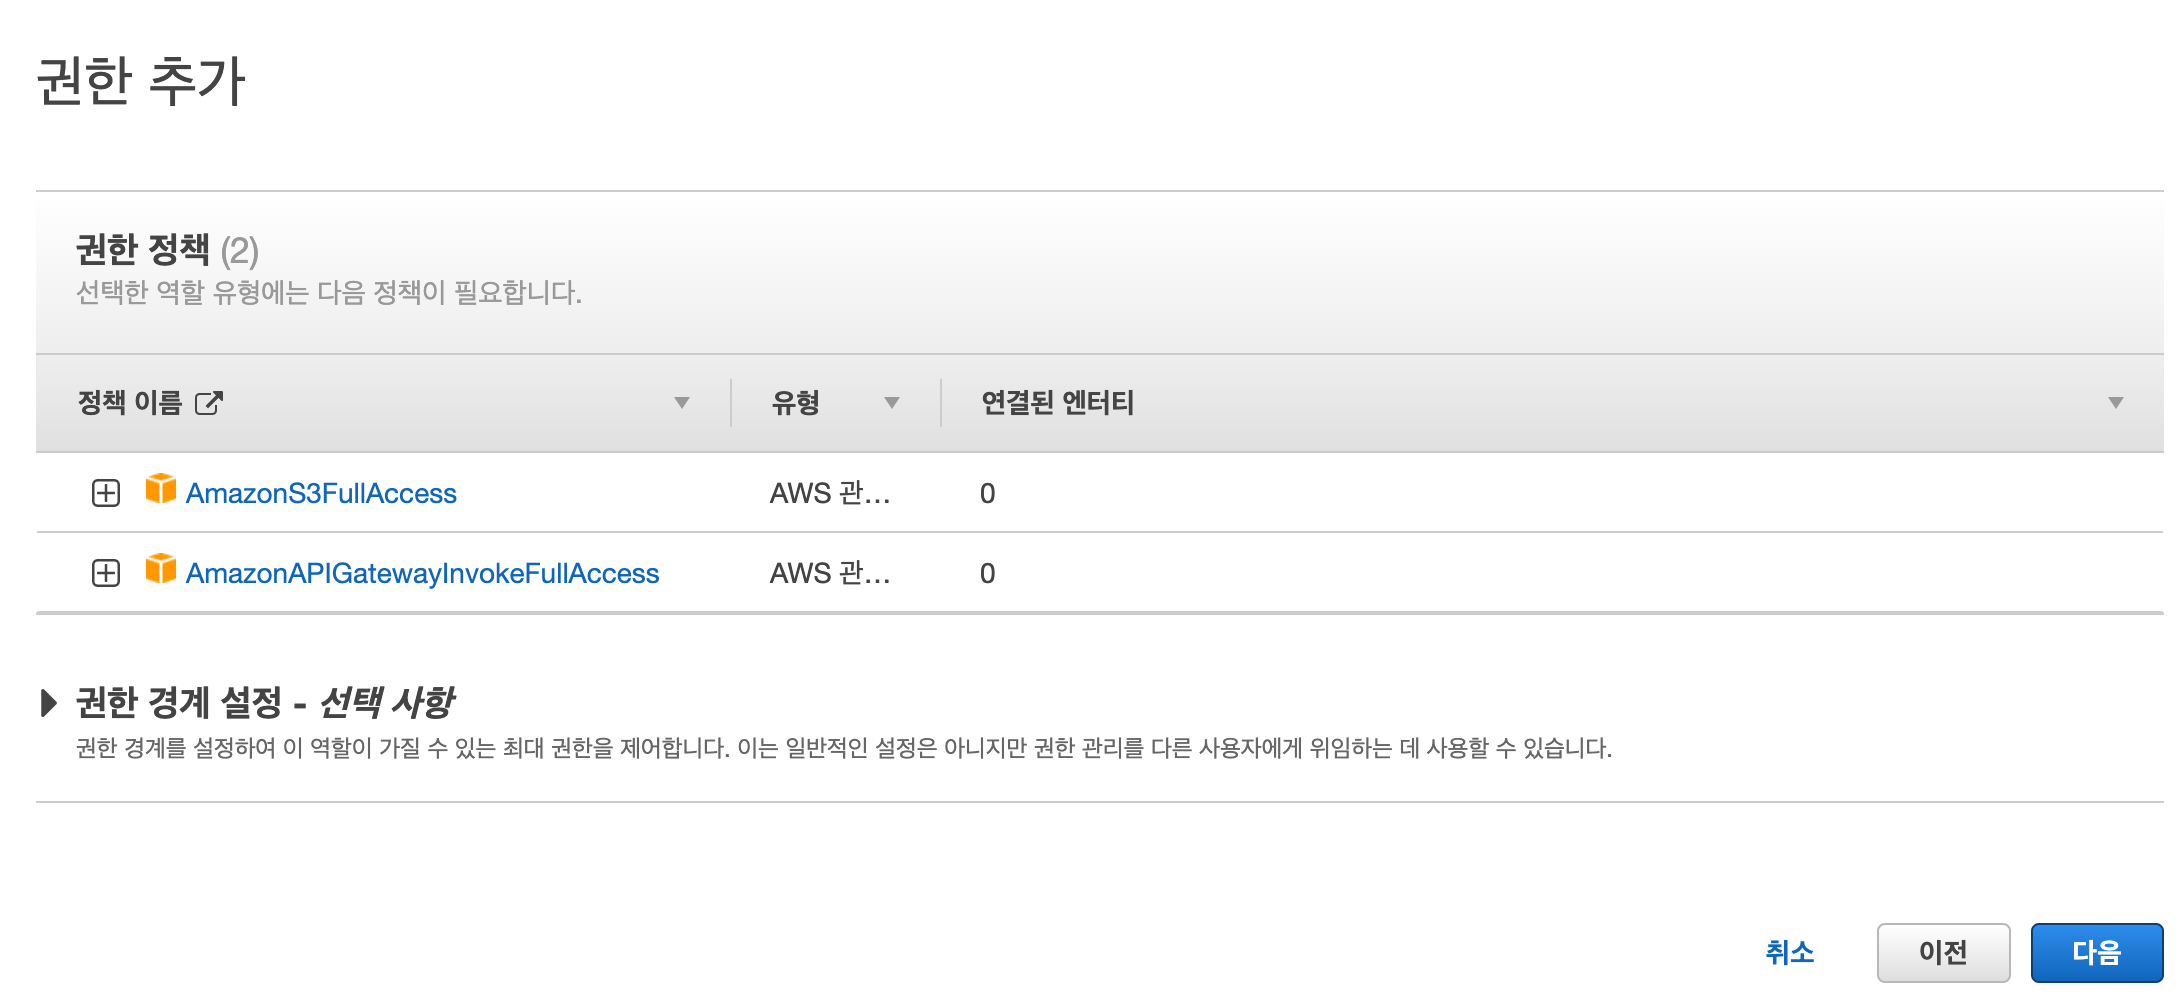 권한 추가
권한 정책 (2)
선택한 역할 유형에는 다음 정책이 필요합니다.
정책 이름 유형 연결된 엔터티
AmazonS3FullAccess AWS 관... 0
AmazonAPIGatewayInvokeFullAccess AWS 관... 0
권한 경계 설정 - 선택 사항
권한 경계를 설정하여 이 역할이 가질 수 있는 최대 권한을 제어합니다. 이는 일반적인 설정은 아니지만 권한 관리를 다른 사용자에게 위임하는 데 사용할 수 있습니다.
취소 이전 다음